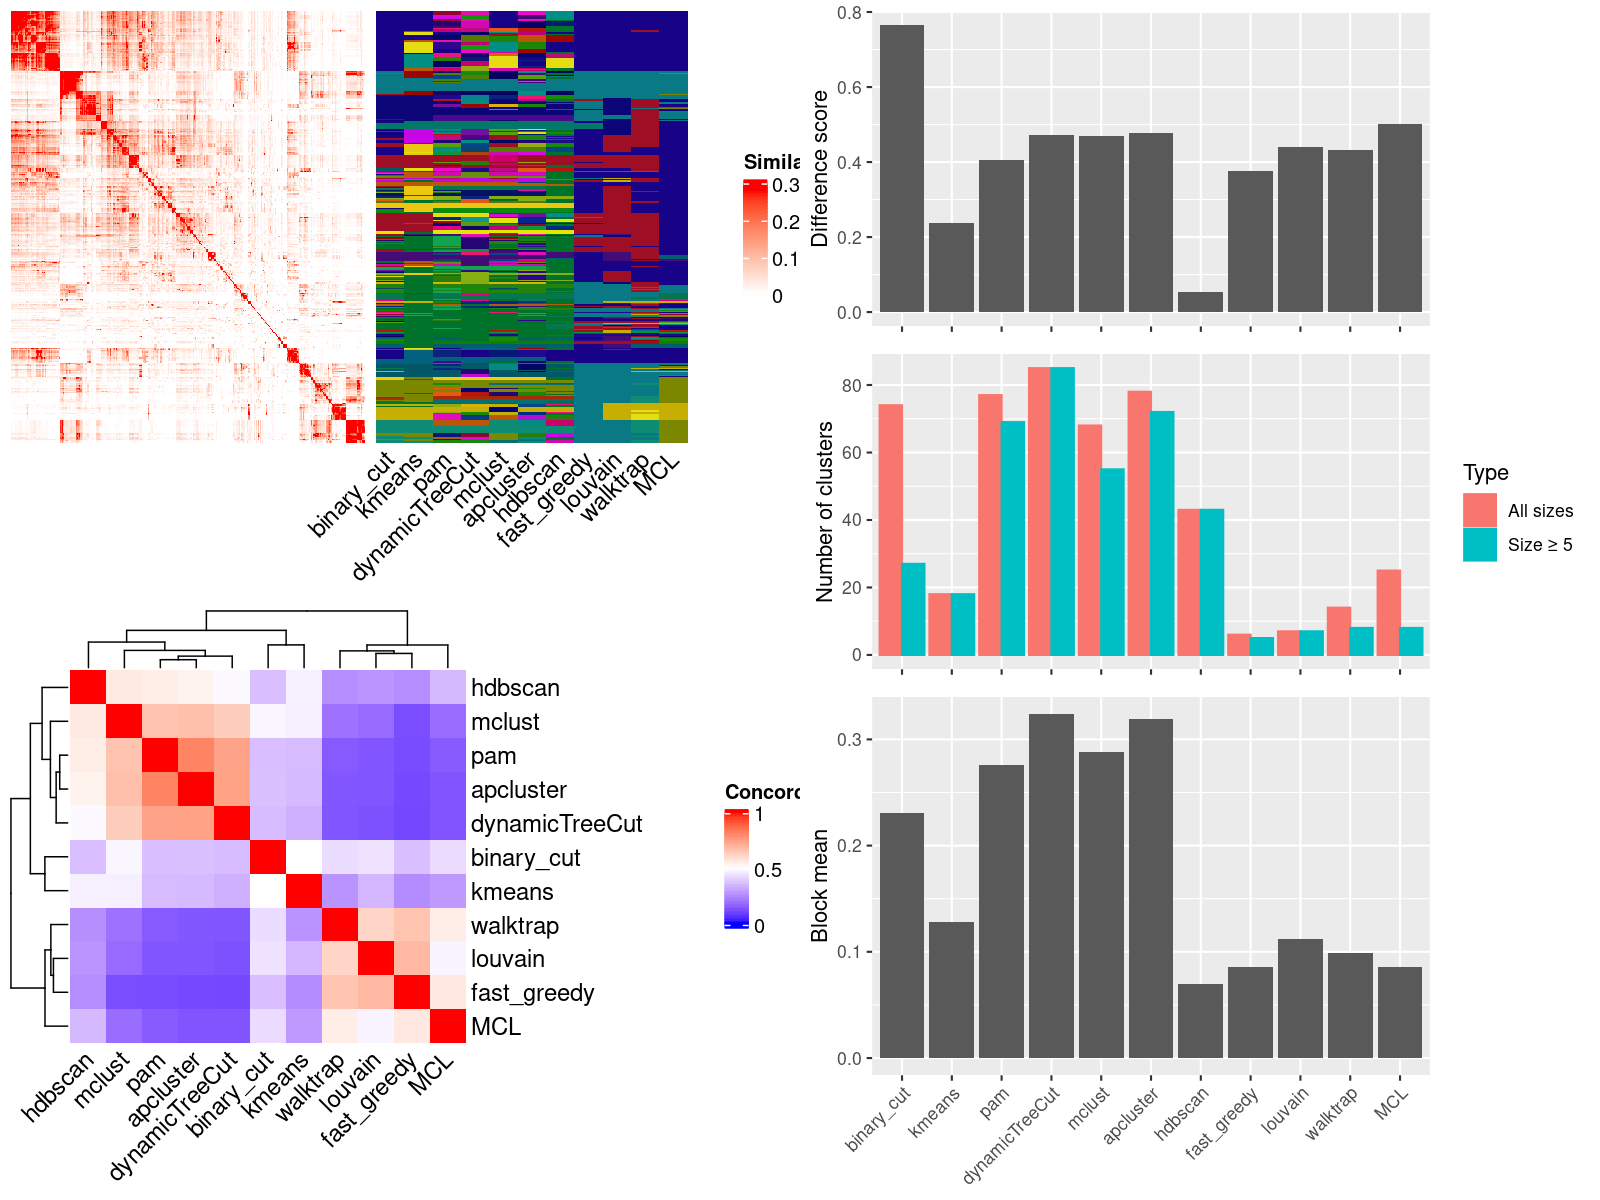 Simila
0.3
0.2
0.1
0
binary_cut
kmeans
pam
dynamicTreeCut
mclust
apcluster
hdbscan
fast_greedy
louvain
walktrap
MCL
hdbscan
mclust
pam
apcluster
dynamicTreeCut
binary_cut
kmeans
walktrap
louvain
fast_greedy
MCL
hdbscan
mclust
pam
apcluster
dynamicTreeCut
binary_cut
kmeans
walktrap
louvain
fast_greedy
MCL
Concord
1
0.5
0
Difference score
0.8
0.6
0.4
0.2
0.0
Number of clusters
80
60
40
20
0
Type
All sizes
Size ≥ 5
Block mean
0.3
0.2
0.1
0.0
binary_cut
kmeans
pam
dynamicTreeCut
mclust
apcluster
hdbscan
fast_greedy
louvain
walktrap
MCL